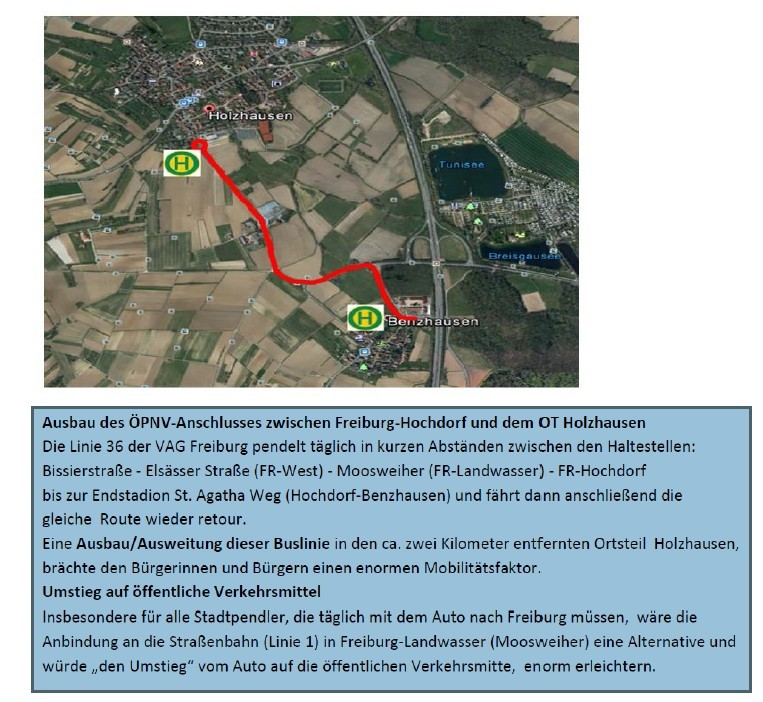 Holzhausen
H
Tunisee
Breisgausee
H
Benzhausen
Ausbau des ÖPNV-Anschlusses zwischen Freiburg-Hochdorf und dem OT Holzhausen
Die Linie 36 der VAG Freiburg pendelt täglich in kurzen Abständen zwischen den Haltestellen:
Bissierstraße - Elsässer Straße (FR-West) - Moosweiher (FR-Landwasser) - FR-Hochdorf
bis zur Endstadion St. Agatha Weg (Hochdorf-Benzhausen) und fährt dann anschließend die
gleiche Route wieder retour.
Eine Ausbau/Ausweitung dieser Buslinie in den ca. zwei Kilometer entfernten Ortsteil Holzhausen,
brächte den Bürgerinnen und Bürgern einen enormen Mobilitätsfaktor.
Umstieg auf öffentliche Verkehrsmittel
Insbesondere für alle Stadtpendler, die täglich mit dem Auto nach Freiburg müssen, wäre die
Anbindung an die Straßenbahn (Linie 1) in Freiburg-Landwasser (Moosweiher) eine Alternative und
würde „den Umstieg“ vom Auto auf die öffentlichen Verkehrsmitte, enorm erleichtern.